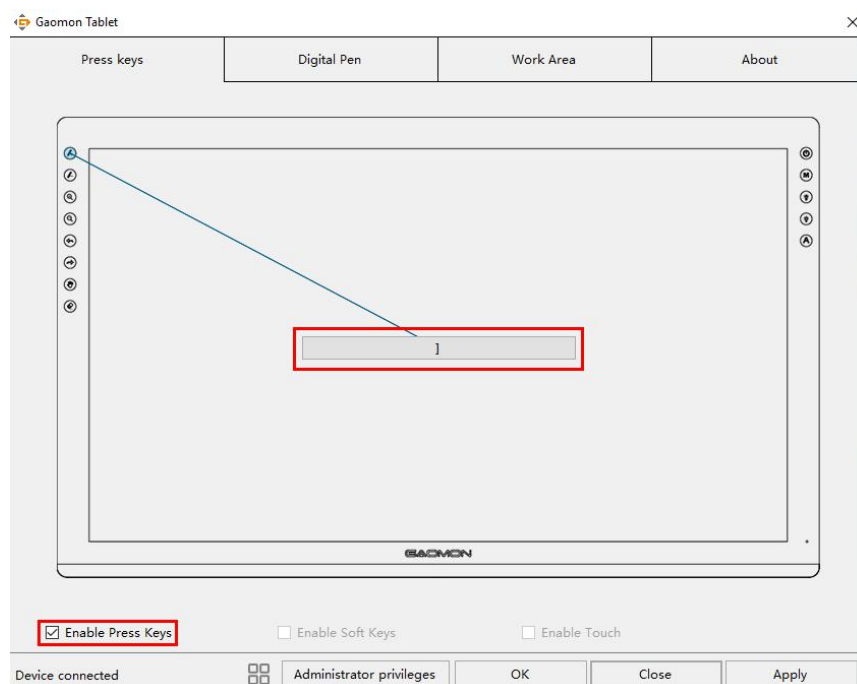 Gaomon Tablet
Press keys
Digital Pen
Work Area
About
M
A
]
GAOMON
Enable Press Keys
Enable Soft Keys
Enable Touch
Device connected
Administrator privileges
OK
Close
Apply